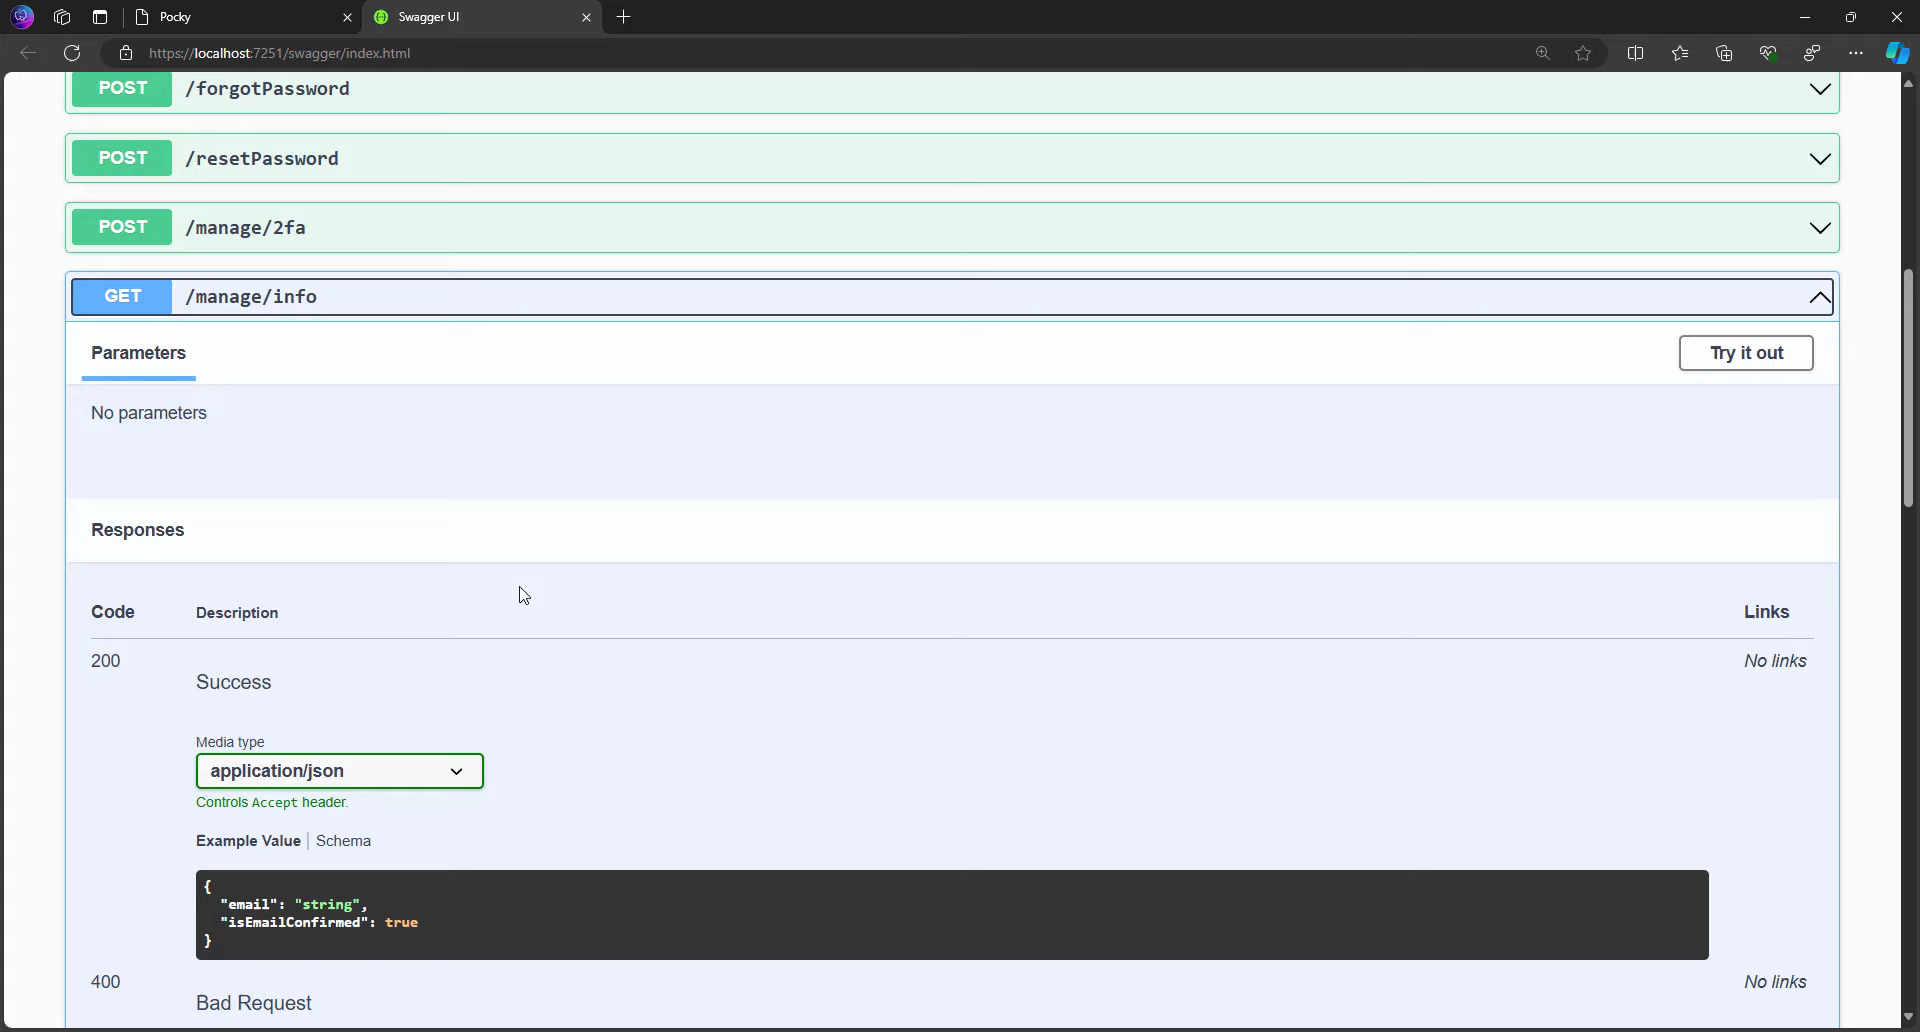 Pocky
Swagger UI
https://localhost:7251/swagger/index.html
POST /forgotPassword
POST /resetPassword
POST /manage/2fa
GET /manage/info
Parameters
Try it out
No parameters
Responses
Code Description Links
200 No links
Success
Media type
application/json
Controls Accept header.
Example Value | Schema
{
"email": "string",
"isEmailConfirmed": true
}
400 No links
Bad Request